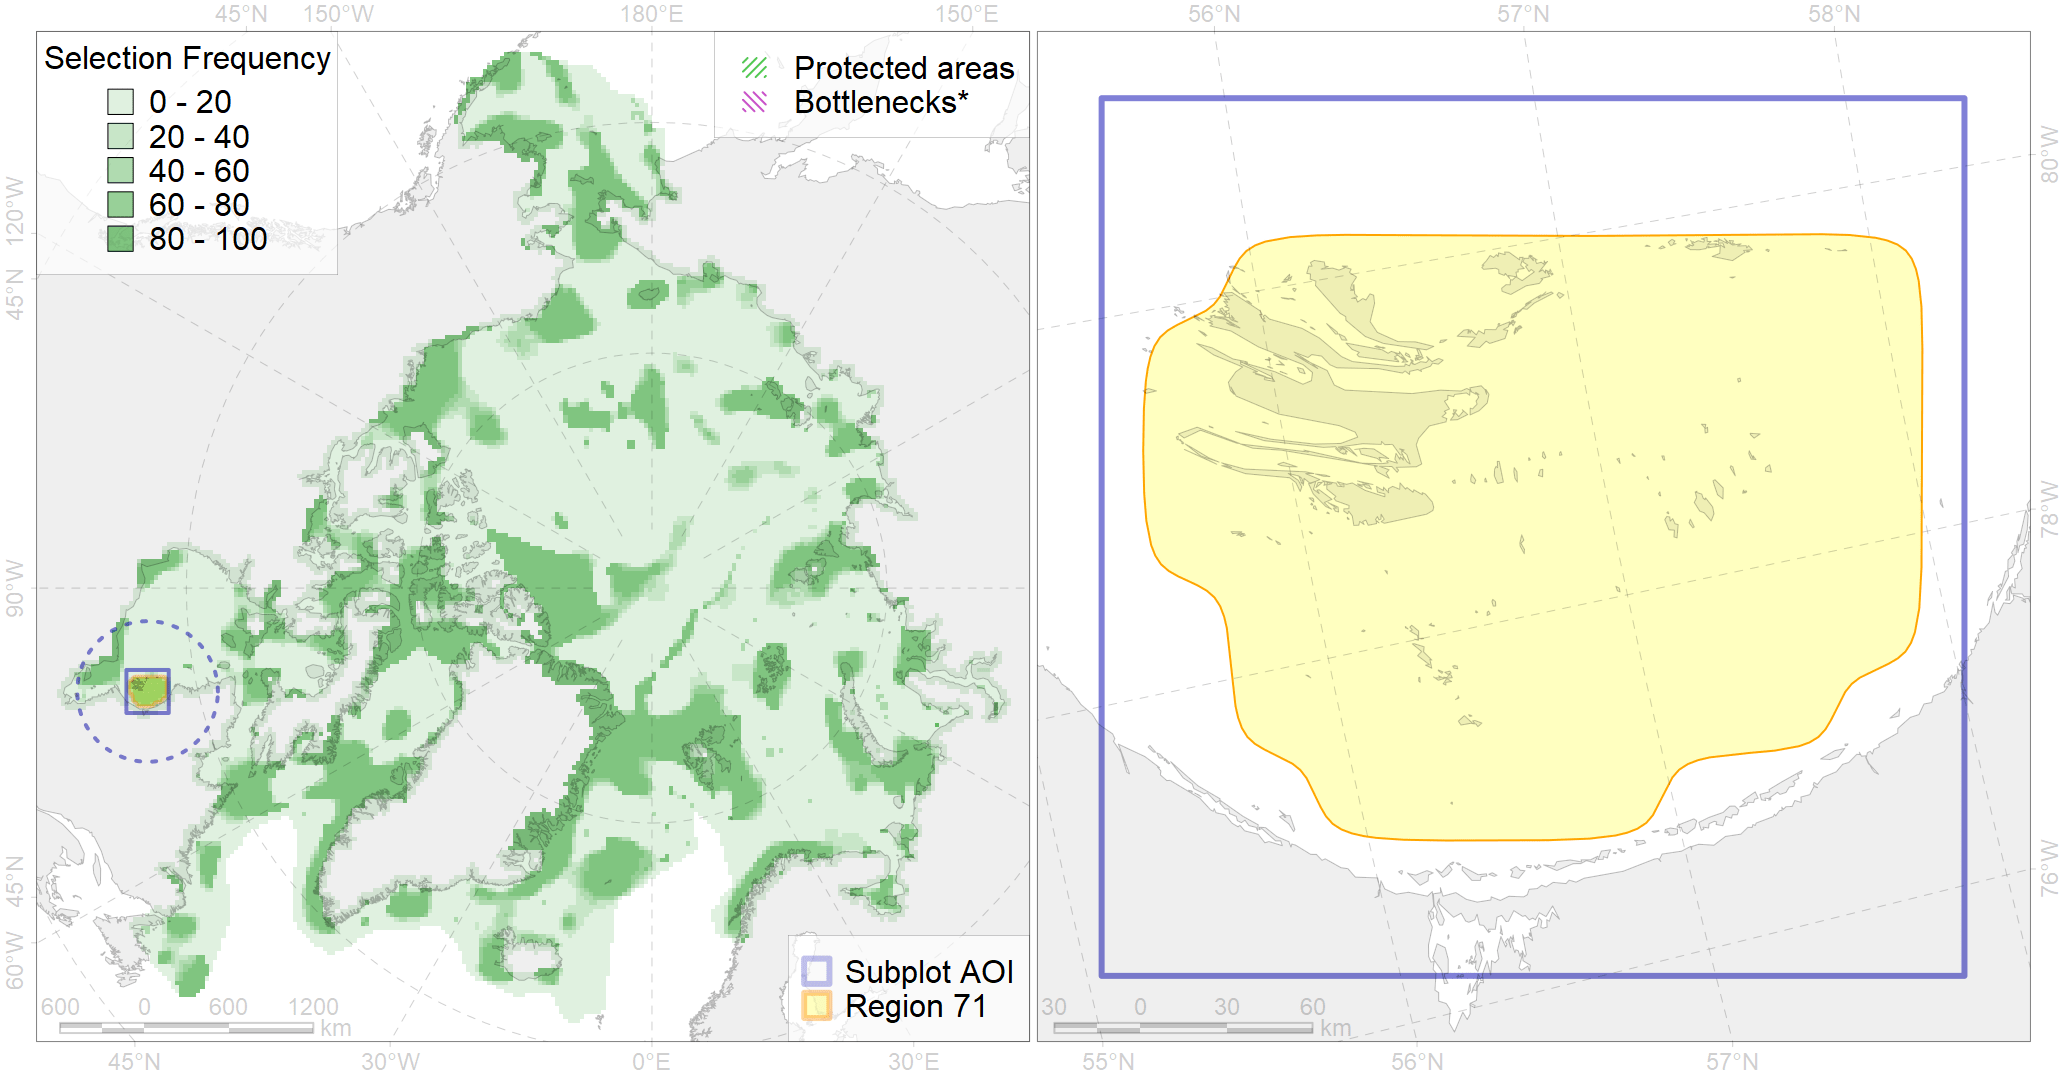 45°N 150°W 180°E 150°E 56°N 57°N 58°N
Selection Frequency
0 - 20
20 - 40
40 - 60
60 - 80
80 - 100
Protected areas
Bottlenecks*
120°W
45°N
90°W
45°N
60°W
80°W
78°W
76°W
Subplot AOI
Region 71
600 0 600 1200 km
30 0 30 60 km
45°N 30°W 0°E 30°E 55°N 56°N 57°N